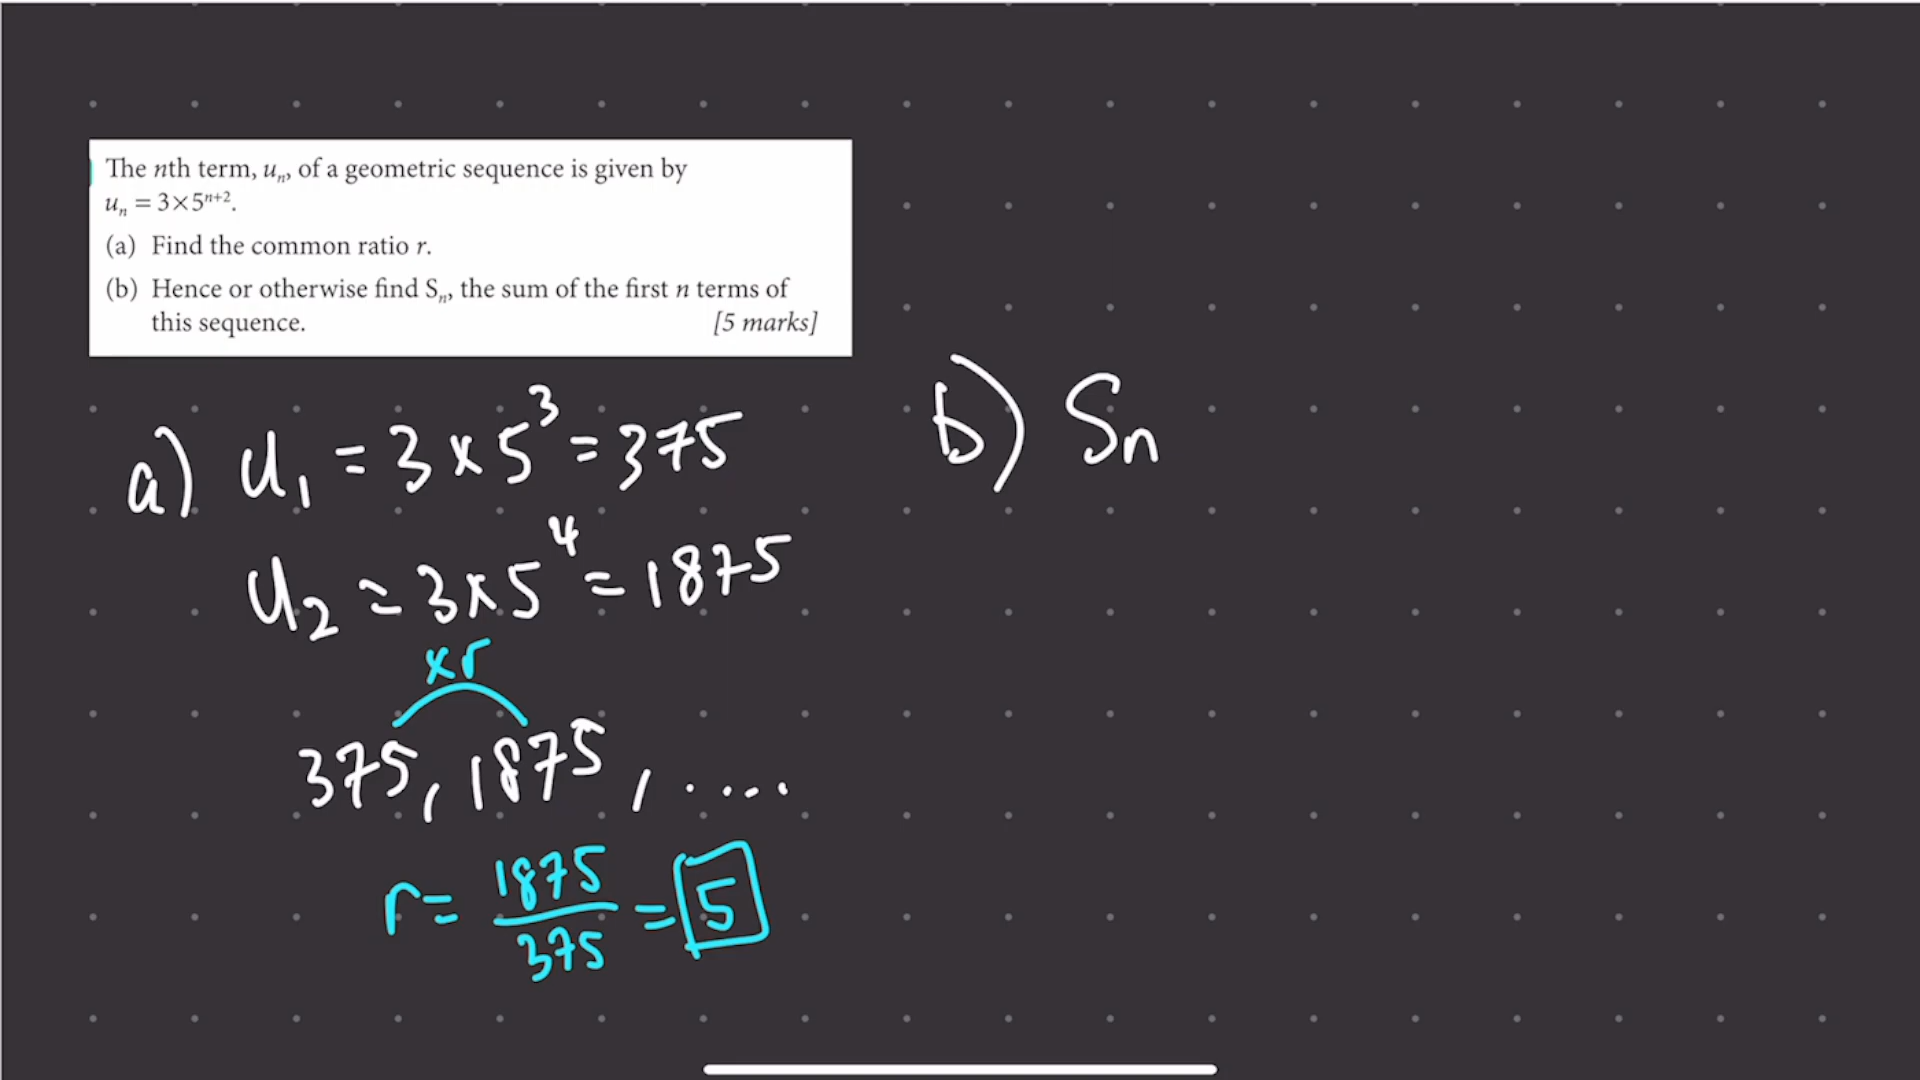 The nth term, uₙ, of a geometric sequence is given by
uₙ = 3×5ⁿ⁺².
(a) Find the common ratio r.
(b) Hence or otherwise find Sₙ, the sum of the first n terms of
this sequence. [5 marks]
a) u₁ = 3 × 5³ = 375
u₂ = 3×5⁴ = 1875
×r
375, 1875, ....
r = 1875/375 = 5
b) Sₙ